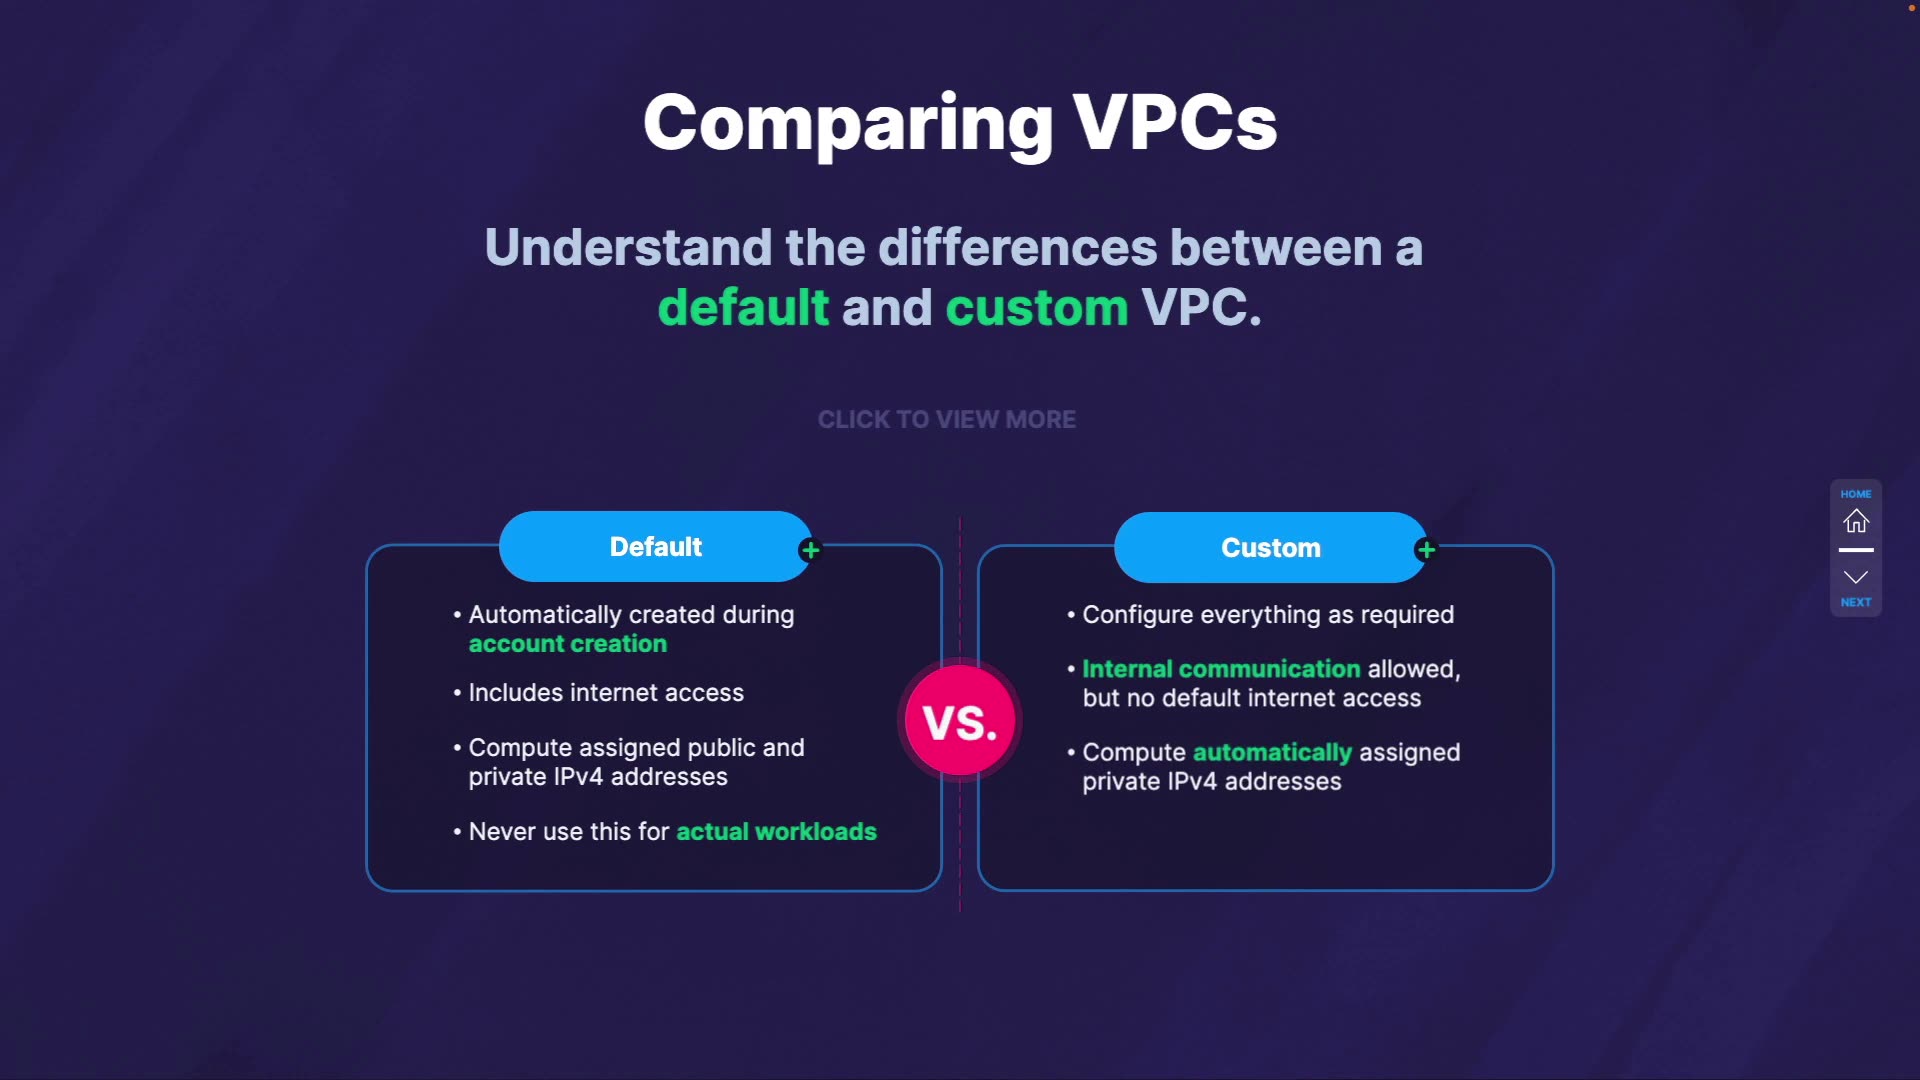 Comparing VPCs
Understand the differences between a
default and custom VPC.
CLICK TO VIEW MORE
Default
• Automatically created during
account creation
• Includes internet access
• Compute assigned public and
private IPv4 addresses
• Never use this for actual workloads
VS.
Custom
• Configure everything as required
• Internal communication allowed,
but no default internet access
• Compute automatically assigned
private IPv4 addresses
HOME
NEXT